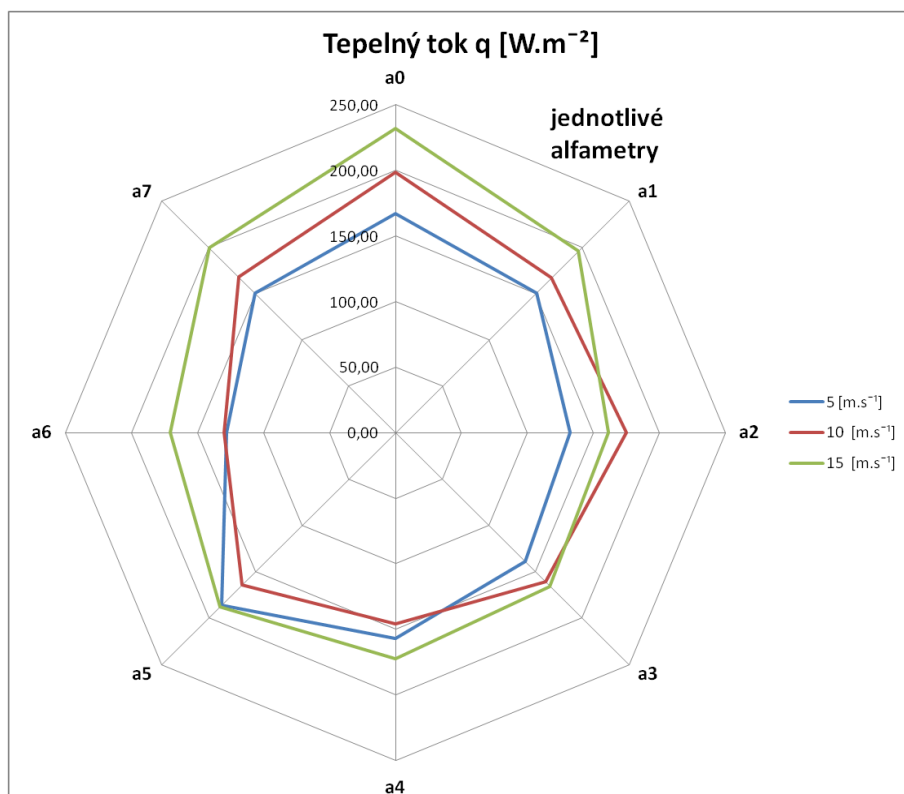 Tepelný tok q [W.m⁻²]
a0
250,00
jednotlivé
alfametry
200,00
a7
a1
150,00
100,00
50,00
a6
0,00
a2
5 [m.s⁻¹]
10 [m.s⁻¹]
15 [m.s⁻¹]
a5
a3
a4